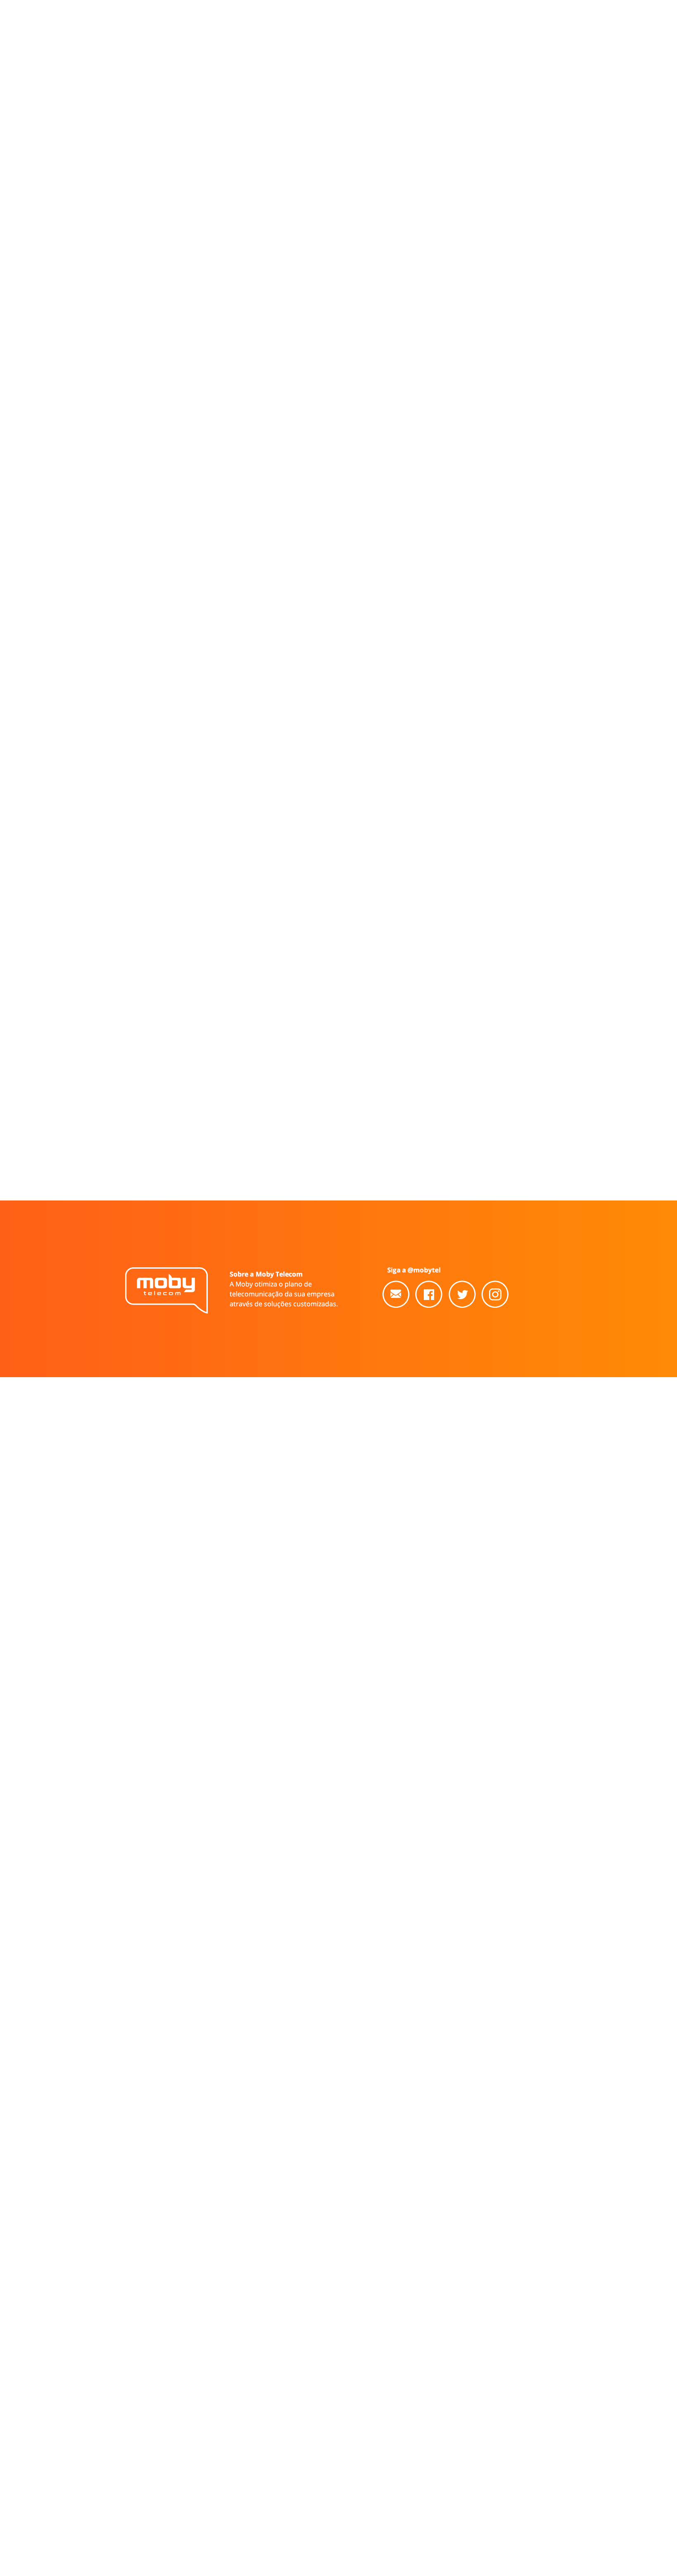 moby
telecom
Sobre a Moby Telecom
A Moby otimiza o plano de
telecomunicação da sua empresa
através de soluções customizadas.
Siga a @mobytel